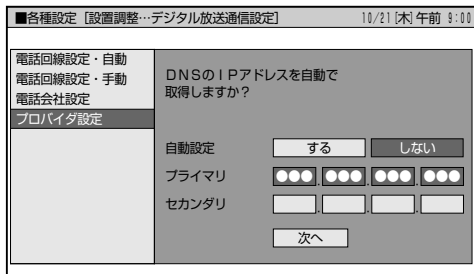 ■各種設定［設置調整…デジタル放送通信設定］ 10/21[木]午前 9:00
電話回線設定・自動
電話回線設定・手動
電話会社設定
プロバイダ設定
DNSのIPアドレスを自動で
取得しますか？
自動設定 する しない
プライマリ ●●●.●●●.●●●.●●●
セカンダリ . . .
次へ